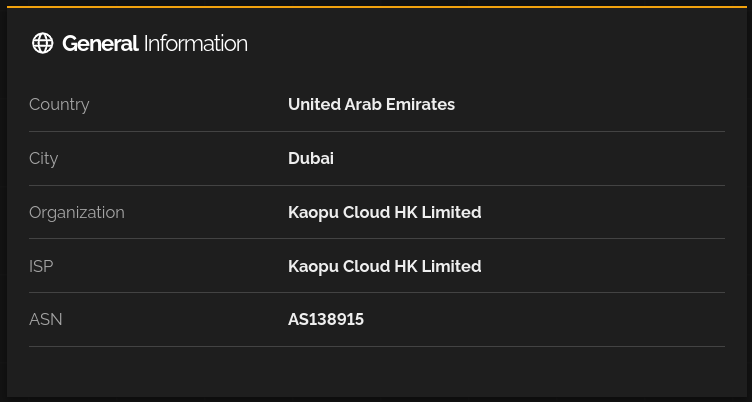 General Information
Country United Arab Emirates
City Dubai
Organization Kaopu Cloud HK Limited
ISP Kaopu Cloud HK Limited
ASN AS138915